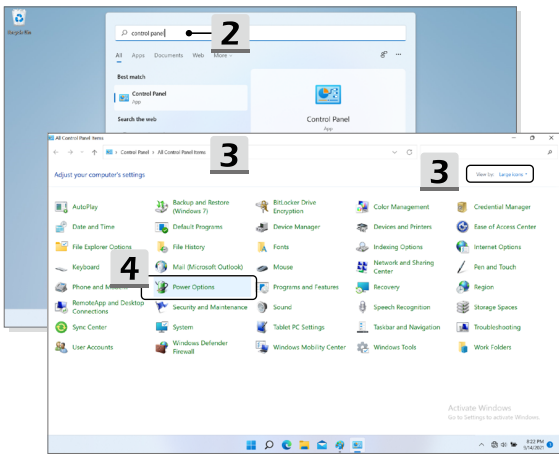 Recycle Bin
control panel
2
All Apps Documents Web More
Best match
Control Panel
App
Search the web
Control Panel
App
All Control Panel Items
Control Panel > All Control Panel Items
3
3
Adjust your computer's settings
View by: Large icons
AutoPlay
Backup and Restore (Windows 7)
BitLocker Drive Encryption
Color Management
Credential Manager
Date and Time
Default Programs
Device Manager
Devices and Printers
Ease of Access Center
File Explorer Options
File History
Fonts
Indexing Options
Internet Options
Keyboard
4
Mail (Microsoft Outlook)
Mouse
Network and Sharing Center
Pen and Touch
Phone and
Power Options
Programs and Features
Recovery
Region
RemoteApp and Desktop Connections
Security and Maintenance
Sound
Speech Recognition
Storage Spaces
Sync Center
System
Tablet PC Settings
Taskbar and Navigation
Troubleshooting
User Accounts
Windows Defender Firewall
Windows Mobility Center
Windows Tools
Work Folders
Activate Windows
Go to Settings to activate Windows.
8:22 PM
5/14/2021